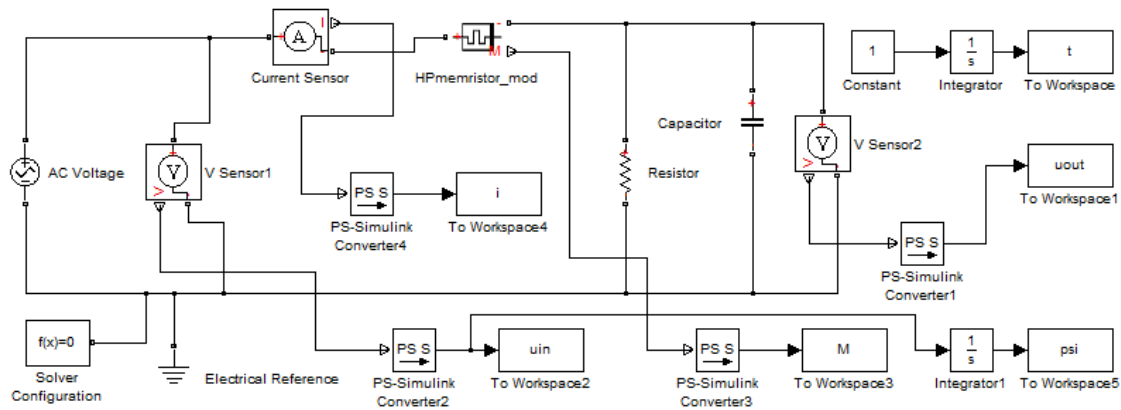 I
A
Current Sensor
M
HPmemristor_mod
1
Constant
1
s
Integrator
t
To Workspace
Capacitor
V
V Sensor2
V
AC Voltage
V
V Sensor1
V
Resistor
uout
To Workspace1
PS S
PS-Simulink
Converter4
i
To Workspace4
PS S
PS-Simulink
Converter1
f(x)=0
Solver
Configuration
Electrical Reference
PS S
PS-Simulink
Converter2
uin
To Workspace2
PS S
PS-Simulink
Converter3
M
To Workspace3
1
s
Integrator1
psi
To Workspace5